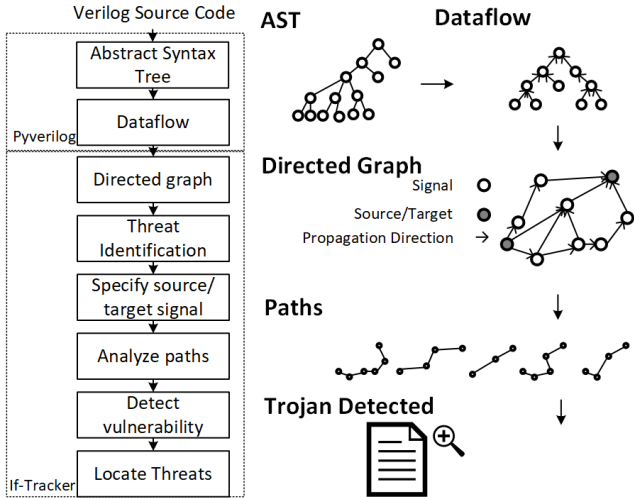 Verilog Source Code
Abstract Syntax
Tree
Dataflow
Pyverilog
Directed graph
Threat
Identification
Specify source/
target signal
Analyze paths
Detect
vulnerability
Locate Threats
If-Tracker
AST
Dataflow
Directed Graph
Signal
Source/Target
Propagation Direction
Paths
Trojan Detected